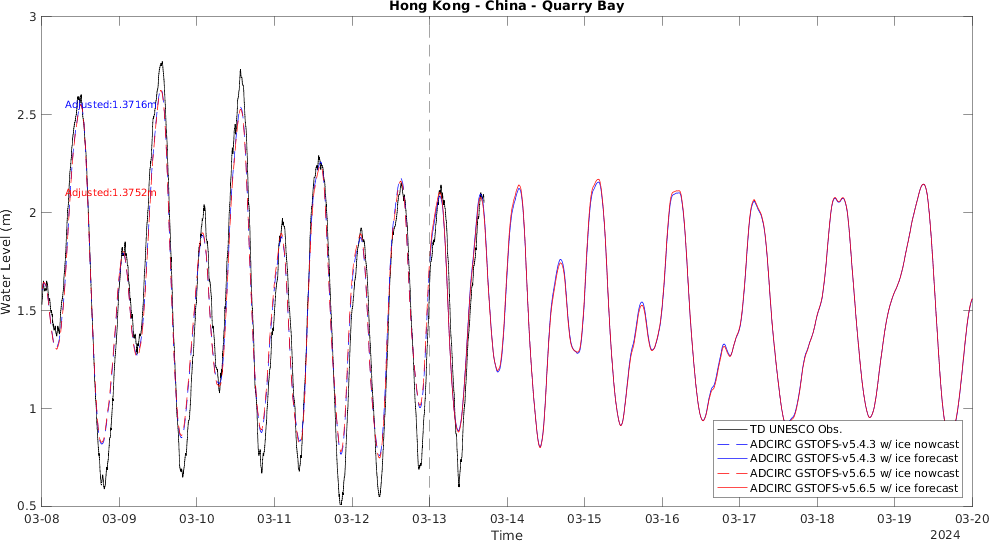 Hong Kong - China - Quarry Bay
3
2.5
2
1.5
1
0.5
Water Level (m)
Adjusted:1.3716m
Adjusted:1.3752m
TD UNESCO Obs.
ADCIRC GSTOFS-v5.4.3 w/ ice nowcast
ADCIRC GSTOFS-v5.4.3 w/ ice forecast
ADCIRC GSTOFS-v5.6.5 w/ ice nowcast
ADCIRC GSTOFS-v5.6.5 w/ ice forecast
03-08 03-09 03-10 03-11 03-12 03-13 03-14 03-15 03-16 03-17 03-18 03-19 03-20
Time
2024